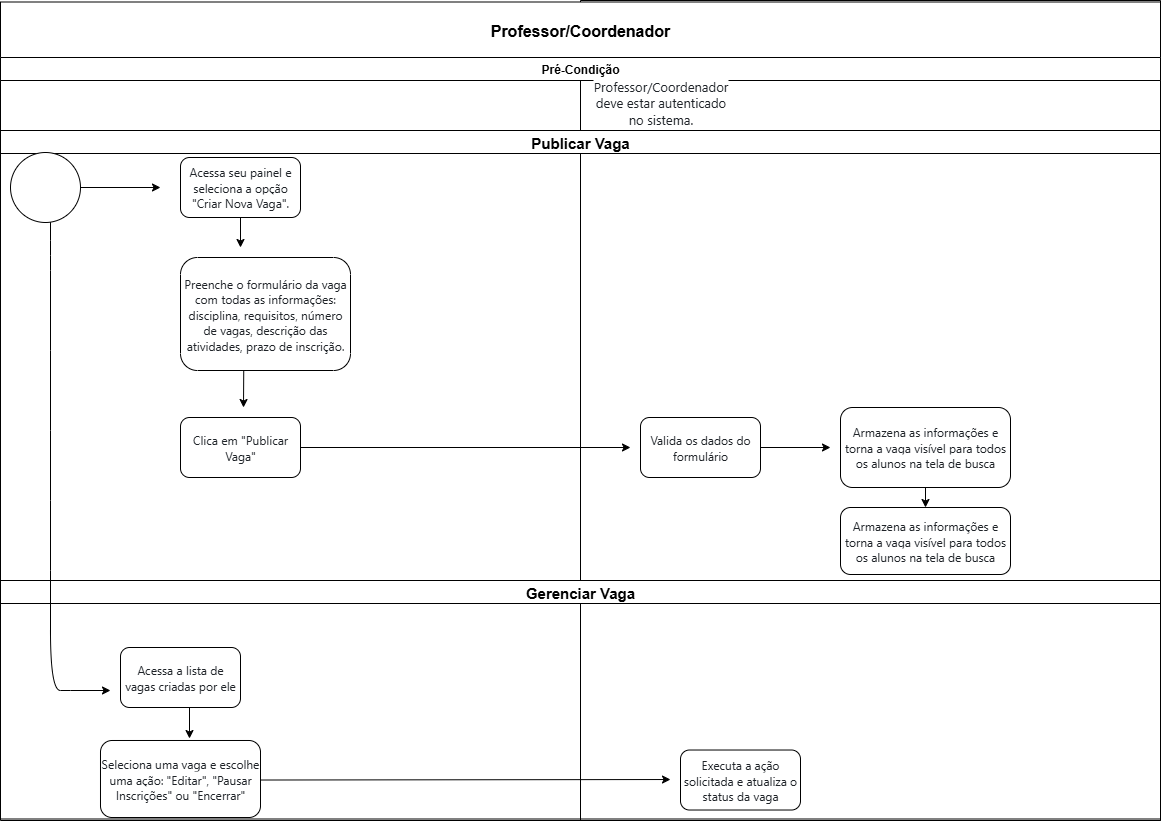 Professor/Coordenador
Pré-Condição
Professor/Coordenador
deve estar autenticado
no sistema.
Publicar Vaga
Acessa seu painel e
seleciona a opção
"Criar Nova Vaga".
Preenche o formulário da vaga
com todas as informações:
disciplina, requisitos, número
de vagas, descrição das
atividades, prazo de inscrição.
Clica em "Publicar
Vaga"
Valida os dados do
formulário
Armazena as informações e
torna a vaga visível para todos
os alunos na tela de busca
Armazena as informações e
torna a vaga visível para todos
os alunos na tela de busca
Gerenciar Vaga
Acessa a lista de
vagas criadas por ele
Seleciona uma vaga e escolhe
uma ação: "Editar", "Pausar
Inscrições" ou "Encerrar"
Executa a ação
solicitada e atualiza o
status da vaga